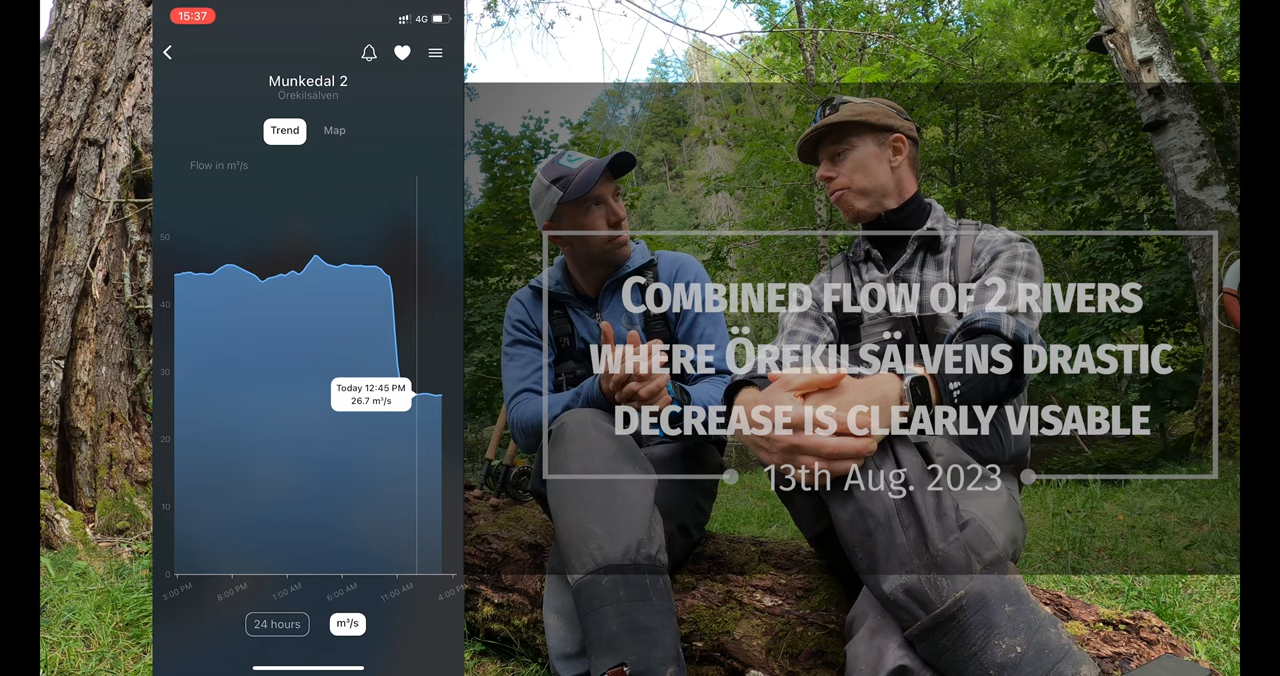 15:37
4G
Munkedal 2
Örekilsälven
Trend
Map
Flow in m³/s
50
40
30
20
10
0
Today 12:45 PM
26.7 m³/s
3:00 PM
8:00 PM
1:00 AM
6:00 AM
11:00 AM
4:00 PM
24 hours
m³/s
COMBINED FLOW OF 2 RIVERS
WHERE ÖREKILSÄLVENS DRASTIC
DECREASE IS CLEARLY VISABLE
13th Aug. 2023